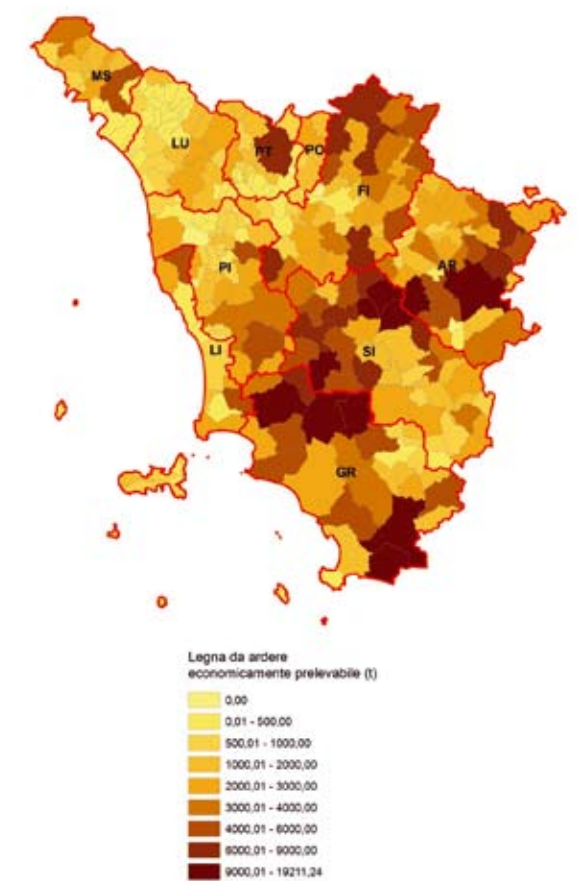 MS
LU
PT
PO
FI
PI
AR
LI
SI
GR
Legna da ardere
economicamente prelevabile (t)
0,00
0,01 - 500,00
500,01 - 1000,00
1000,01 - 2000,00
2000,01 - 3000,00
3000,01 - 4000,00
4000,01 - 6000,00
6000,01 - 9000,00
9000,01 - 19211,24